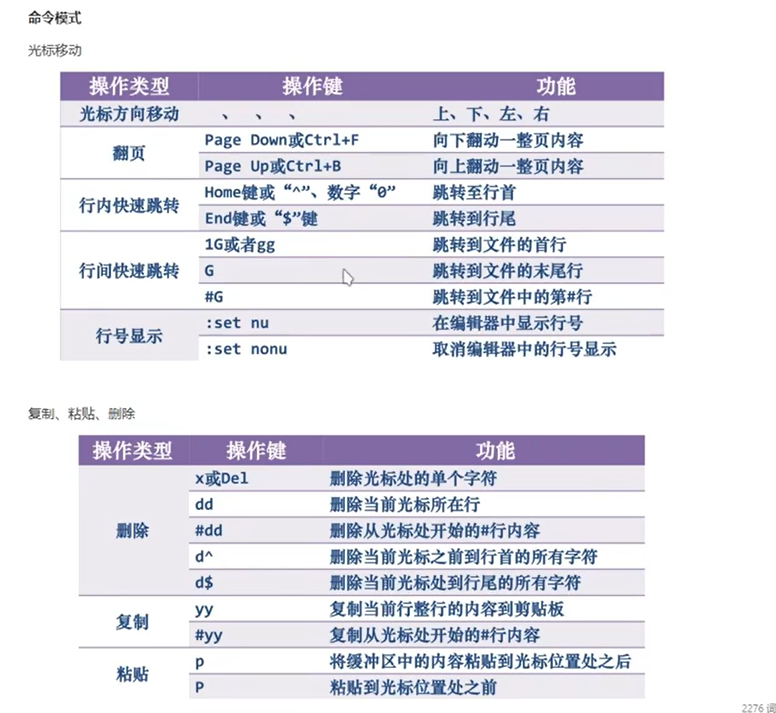 命令模式
光标移动
操作类型 操作键 功能
光标方向移动 、 、 、 上、下、左、右
翻页 Page Down或Ctrl+F 向下翻动一整页内容
Page Up或Ctrl+B 向上翻动一整页内容
行内快速跳转 Home键或“^”、数字“0” 跳转至行首
End键或“$”键 跳转到行尾
行间快速跳转 1G或者gg 跳转到文件的首行
G 跳转到文件的末尾行
#G 跳转到文件中的第#行
行号显示 :set nu 在编辑器中显示行号
:set nonu 取消编辑器中的行号显示
复制、粘贴、删除
操作类型 操作键 功能
删除 x或Del 删除光标处的单个字符
dd 删除当前光标所在行
#dd 删除从光标处开始的#行内容
d^ 删除当前光标之前到行首的所有字符
d$ 删除当前光标处到行尾的所有字符
复制 yy 复制当前行整行的内容到剪贴板
#yy 复制从光标处开始的#行内容
粘贴 p 将缓冲区中的内容粘贴到光标位置处之后
P 粘贴到光标位置处之前
2276 词